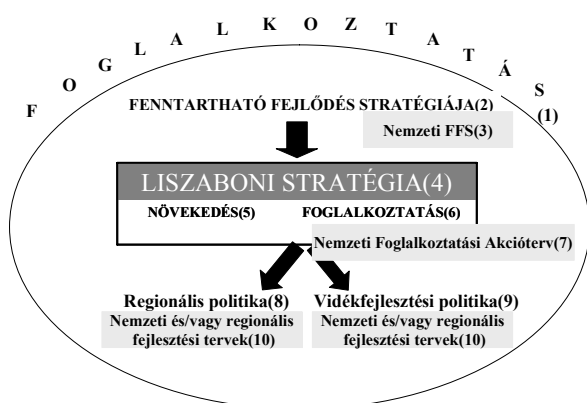 FOGLALKOZTATÁS
(1)
FENNTARTHATÓ FEJLŐDÉS STRATÉGIÁJA(2)
Nemzeti FFS(3)
LISZABONI STRATÉGIA(4)
NÖVEKEDÉS(5) FOGLALKOZTATÁS(6)
Nemzeti Foglalkoztatási Akcióterv(7)
Regionális politika(8) Vidékfejlesztési politika(9)
Nemzeti és/vagy regionális Nemzeti és/vagy regionális
fejlesztési tervek(10) fejlesztési tervek(10)